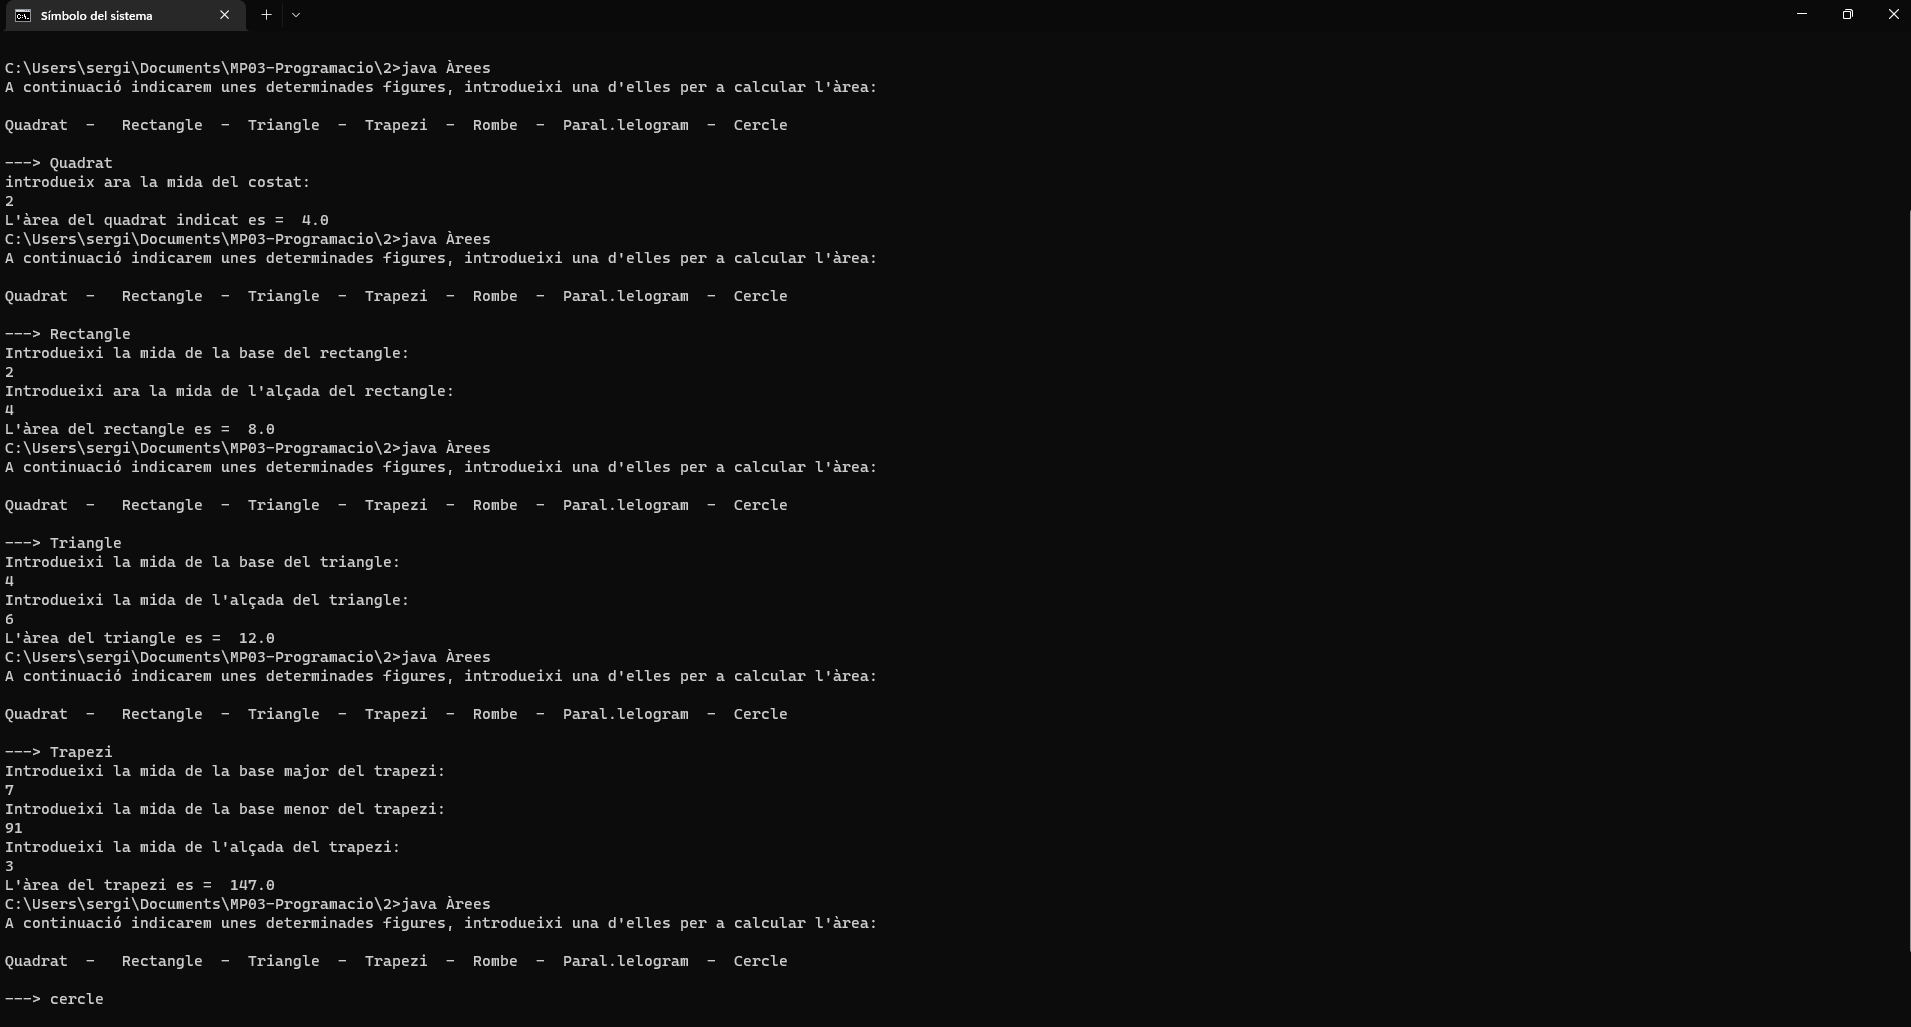 Símbolo del sistema
C:\Users\sergi\Documents\MP03-Programacio\2>java Àrees
A continuació indicarem unes determinades figures, introdueixi una d'elles per a calcular l'àrea:
Quadrat  -   Rectangle  -  Triangle  -  Trapezi  -  Rombe  -  Paral.lelogram  -  Cercle
---> Quadrat
introdueix ara la mida del costat:
2
L'àrea del quadrat indicat es =  4.0
C:\Users\sergi\Documents\MP03-Programacio\2>java Àrees
A continuació indicarem unes determinades figures, introdueixi una d'elles per a calcular l'àrea:
Quadrat  -   Rectangle  -  Triangle  -  Trapezi  -  Rombe  -  Paral.lelogram  -  Cercle
---> Rectangle
Introdueixi la mida de la base del rectangle:
2
Introdueixi ara la mida de l'alçada del rectangle:
4
L'àrea del rectangle es =  8.0
C:\Users\sergi\Documents\MP03-Programacio\2>java Àrees
A continuació indicarem unes determinades figures, introdueixi una d'elles per a calcular l'àrea:
Quadrat  -   Rectangle  -  Triangle  -  Trapezi  -  Rombe  -  Paral.lelogram  -  Cercle
---> Triangle
Introdueixi la mida de la base del triangle:
4
Introdueixi la mida de l'alçada del triangle:
6
L'àrea del triangle es =  12.0
C:\Users\sergi\Documents\MP03-Programacio\2>java Àrees
A continuació indicarem unes determinades figures, introdueixi una d'elles per a calcular l'àrea:
Quadrat  -   Rectangle  -  Triangle  -  Trapezi  -  Rombe  -  Paral.lelogram  -  Cercle
---> Trapezi
Introdueixi la mida de la base major del trapezi:
7
Introdueixi la mida de la base menor del trapezi:
91
Introdueixi la mida de l'alçada del trapezi:
3
L'àrea del trapezi es =  147.0
C:\Users\sergi\Documents\MP03-Programacio\2>java Àrees
A continuació indicarem unes determinades figures, introdueixi una d'elles per a calcular l'àrea:
Quadrat  -   Rectangle  -  Triangle  -  Trapezi  -  Rombe  -  Paral.lelogram  -  Cercle
---> cercle